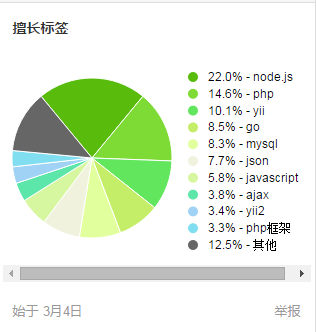 擅长标签
22.0% - node.js
14.6% - php
10.1% - yii
8.5% - go
8.3% - mysql
7.7% - json
5.8% - javascript
3.8% - ajax
3.4% - yii2
3.3% - php框架
12.5% - 其他
始于 3月4日 举报